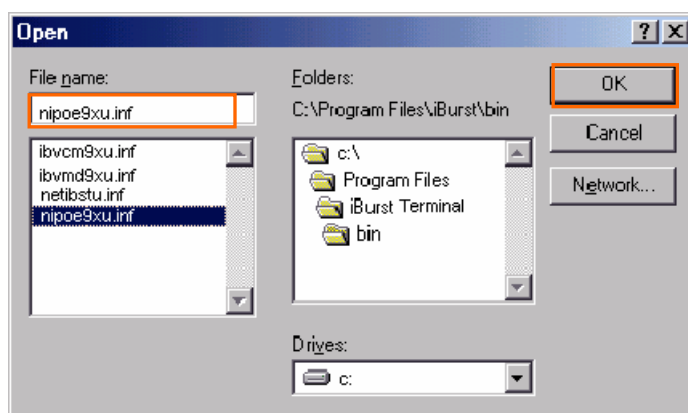 Open
File name:
nipoe9xu.inf
ibvcm9xu.inf
ibvmd9xu.inf
netibstu.inf
nipoe9xu.inf
Folders:
C:\Program Files\iBurst\bin
c:\
Program Files
iBurst Terminal
bin
Drives:
c:
OK
Cancel
Network...